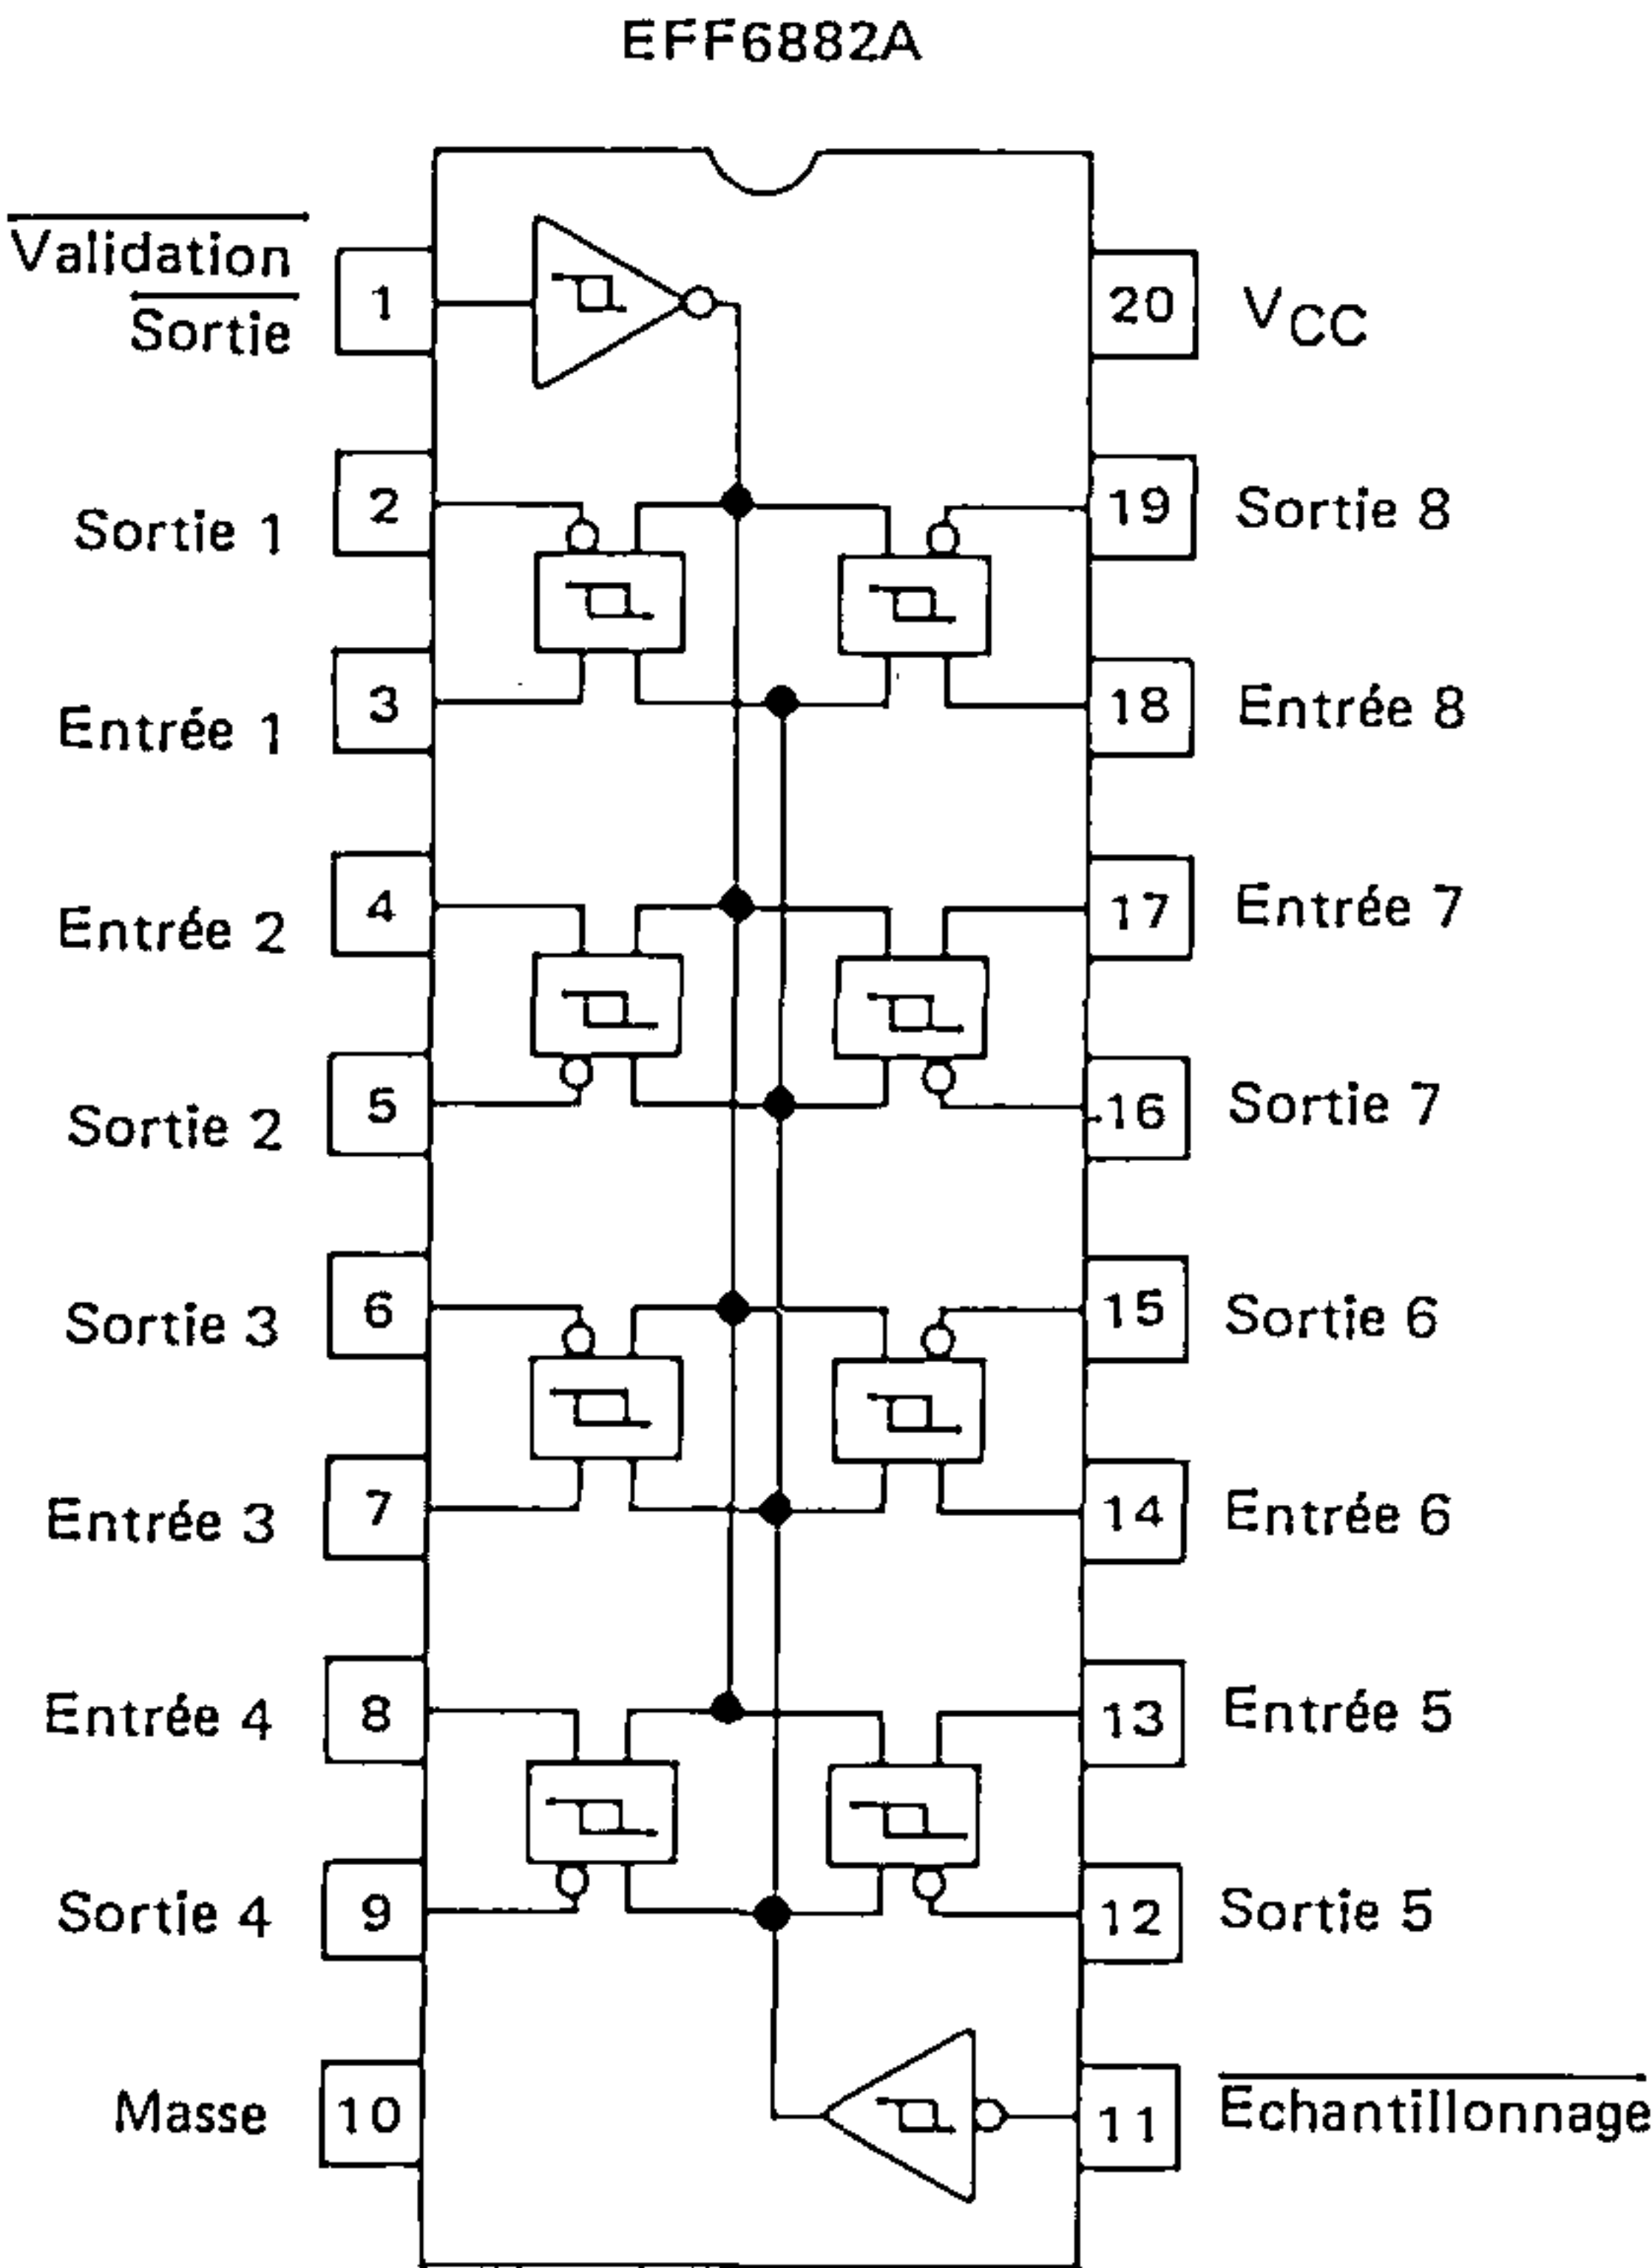 EFF6882A
Validation
Sortie
1
20
VCC
Sortie 1
2
19
Sortie 8
Entrée 1
3
18
Entrée 8
Entrée 2
4
17
Entrée 7
Sortie 2
5
16
Sortie 7
Sortie 3
6
15
Sortie 6
Entrée 3
7
14
Entrée 6
Entrée 4
8
13
Entrée 5
Sortie 4
9
12
Sortie 5
Masse
10
11
Echantillonnage